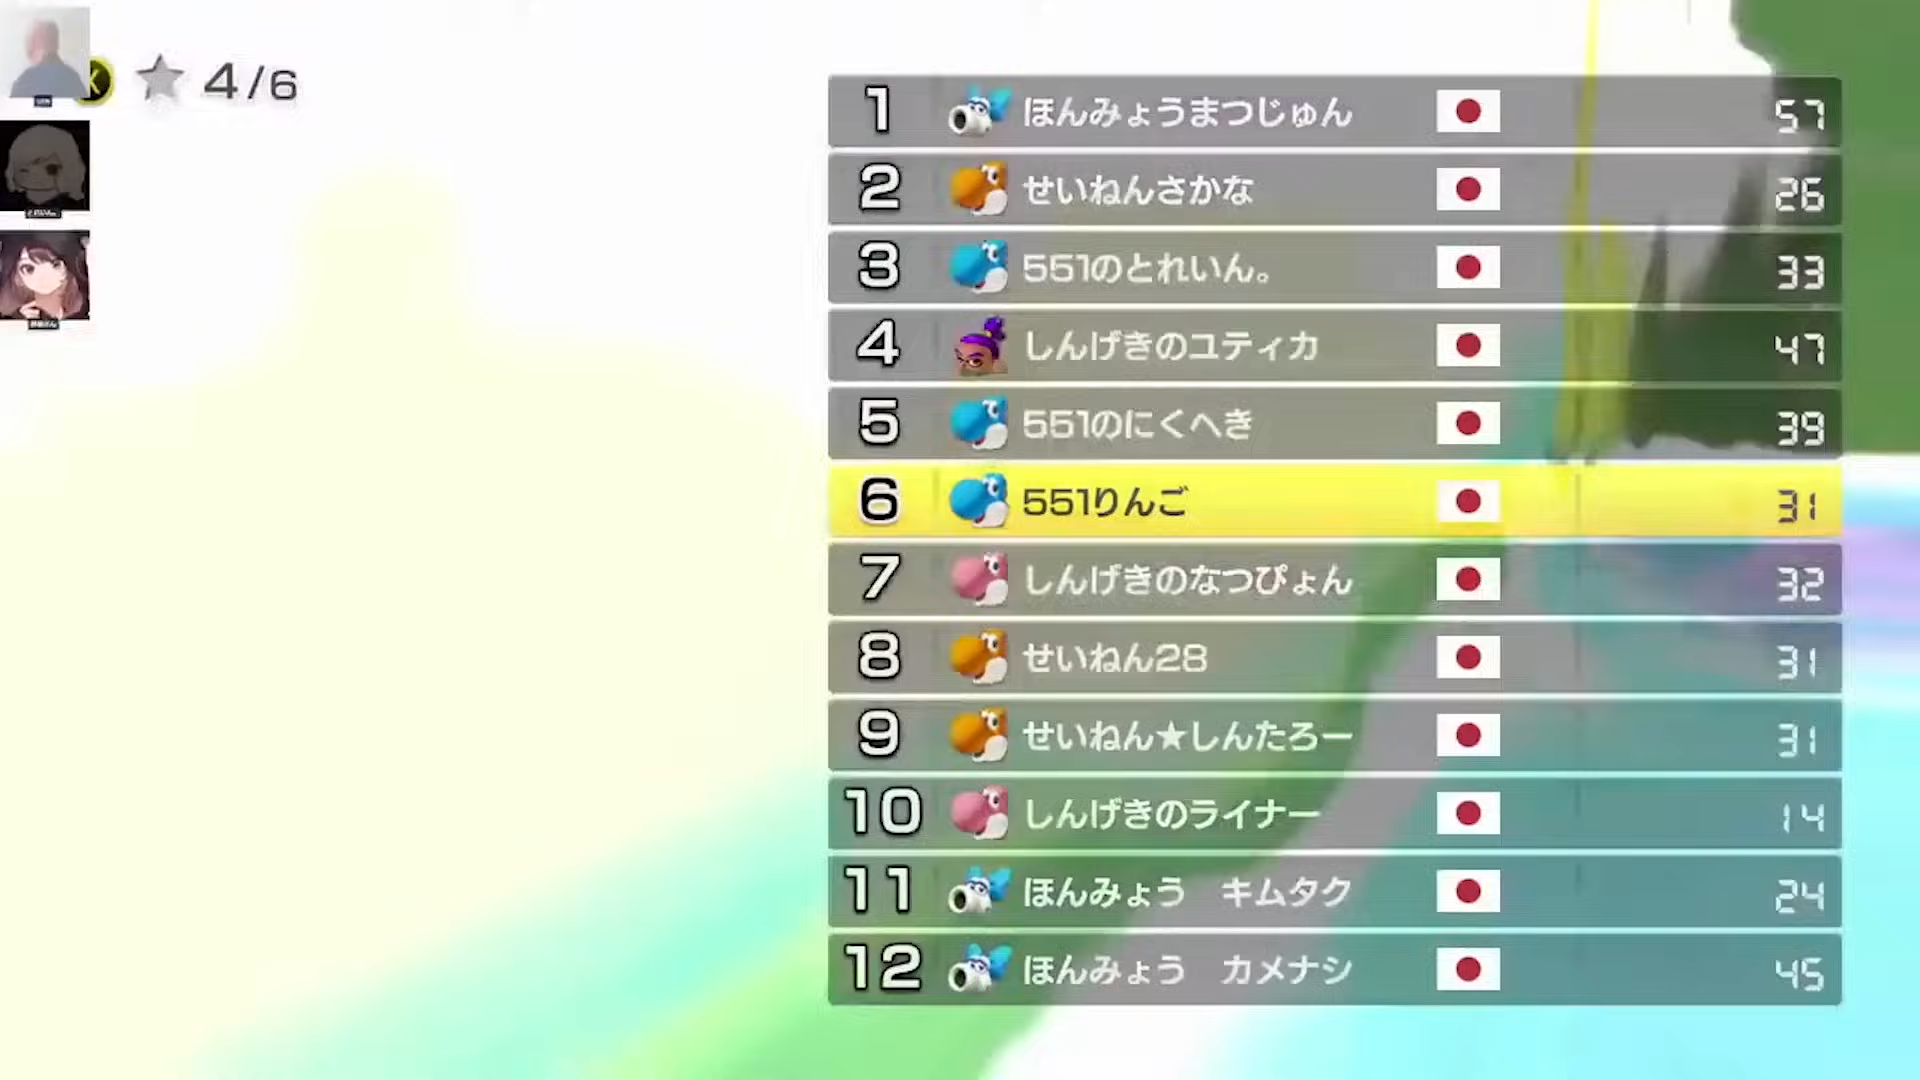 4/6
1 ほんみょうまつじゅん 57
2 せいねんさかな 26
3 551のとれいん。 33
4 しんげきのユティカ 47
5 551のにくへき 39
6 551りんご 31
7 しんげきのなつぴょん 32
8 せいねん28 31
9 せいねん★しんたろー 31
10 しんげきのライナー 14
11 ほんみょう　キムタク 24
12 ほんみょう　カメナシ 45